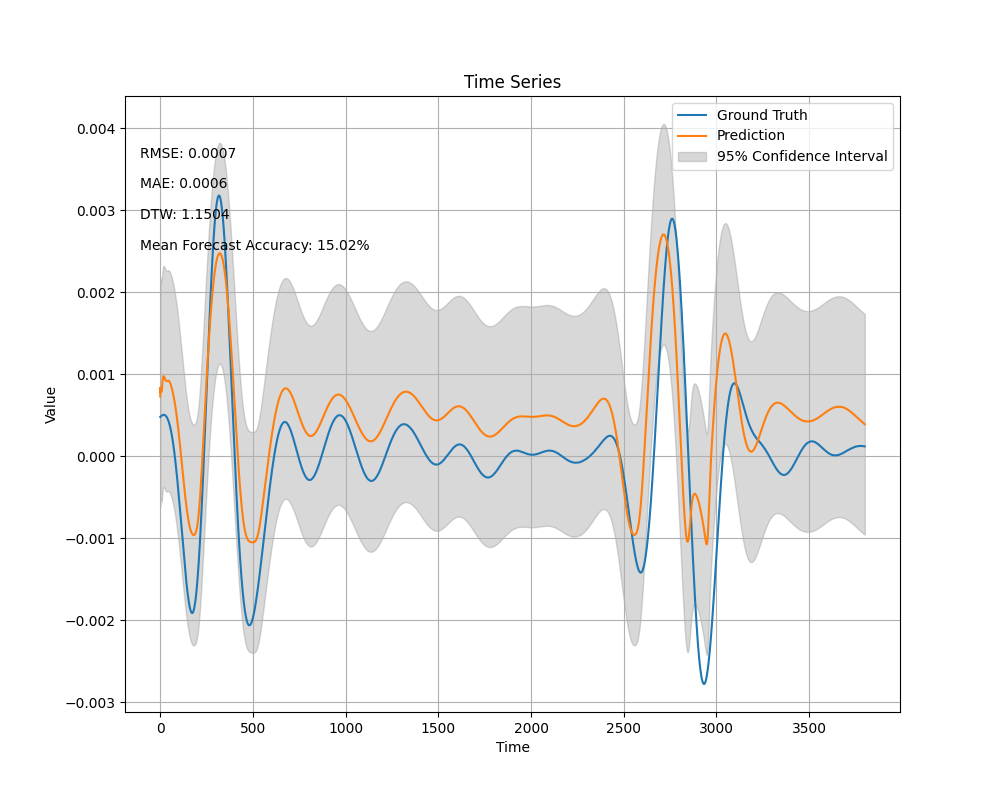 Time Series
Ground Truth
Prediction
95% Confidence Interval
RMSE: 0.0007
MAE: 0.0006
DTW: 1.1504
Mean Forecast Accuracy: 15.02%
Value
0.004
0.003
0.002
0.001
0.000
−0.001
−0.002
−0.003
0 500 1000 1500 2000 2500 3000 3500
Time